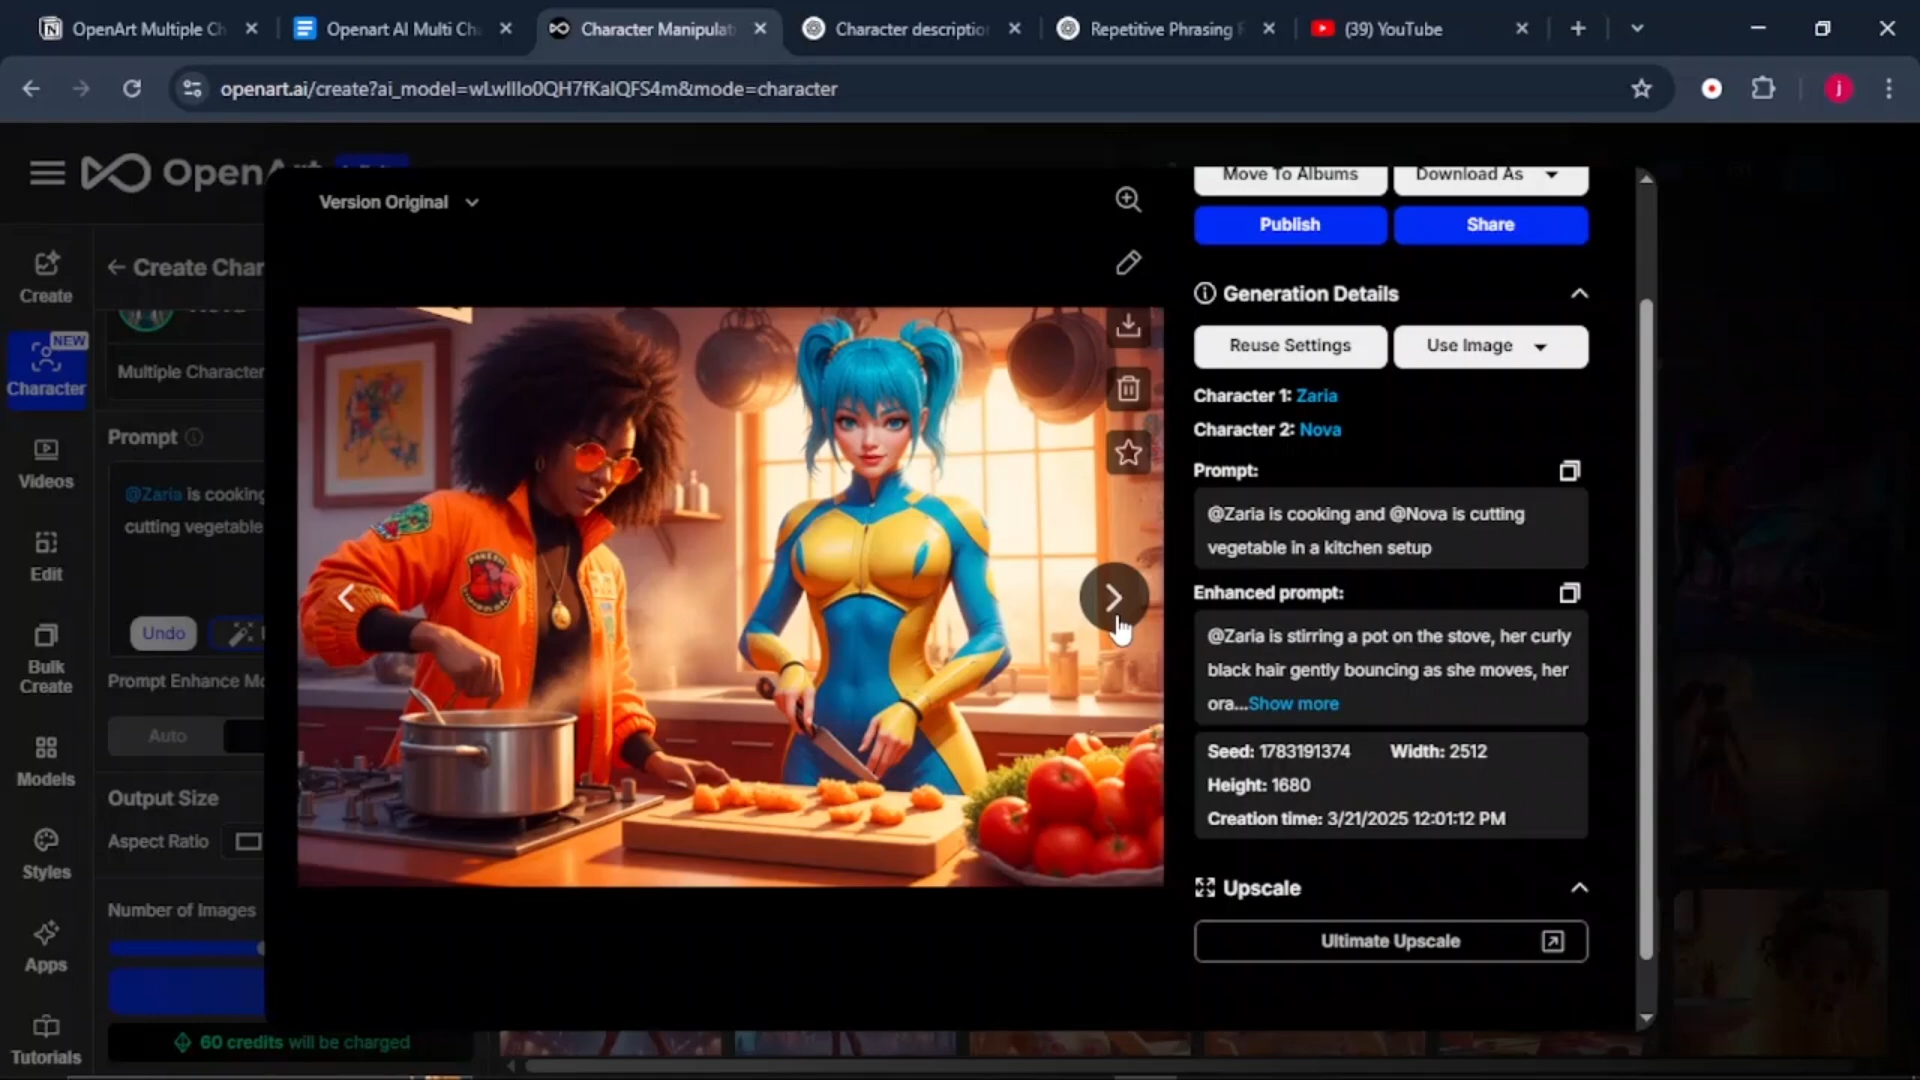 OpenArt Multiple Ch
Openart AI Multi Cha
Character Manipulat
Character description
Repetitive Phrasing F
(39) YouTube
openart.ai/create?ai_model=wLwIIlo0QH7fKaIQFS4m&mode=character
OpenArt
Version Original
Move To Albums
Download As
Publish
Share
Generation Details
Reuse Settings
Use Image
Character 1: Zaria
Character 2: Nova
Prompt:
@Zaria is cooking and @Nova is cutting
vegetable in a kitchen setup
Enhanced prompt:
@Zaria is stirring a pot on the stove, her curly
black hair gently bouncing as she moves, her
ora...Show more
Seed: 1783191374 Width: 2512
Height: 1680
Creation time: 3/21/2025 12:01:12 PM
Upscale
Ultimate Upscale
Create
NEW
Character
Videos
Edit
Bulk
Create
Models
Styles
Apps
Tutorials
Create Char
Multiple Character
Prompt
@Zaria is cooking
cutting vegetable
Undo
Prompt Enhance Mo
Auto
Output Size
Aspect Ratio
Number of Images
60 credits will be charged
j